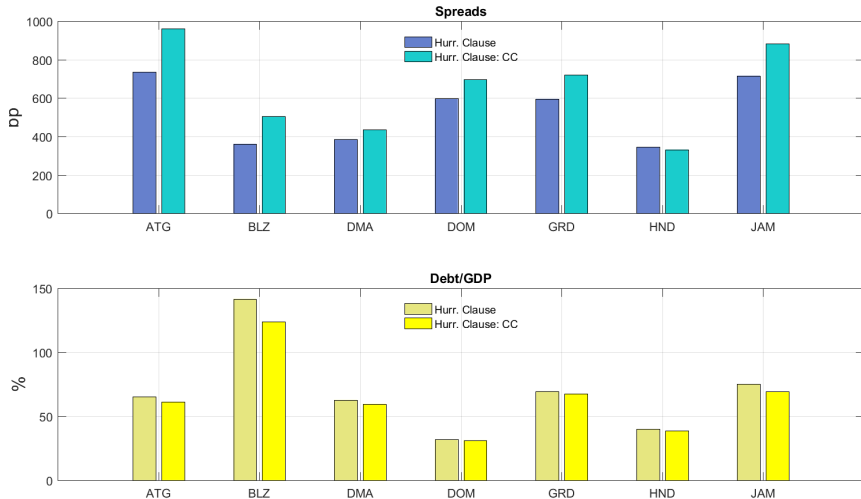 Spreads
1000
800
600
400
200
0
bp
Hurr. Clause
Hurr. Clause: CC
ATG BLZ DMA DOM GRD HND JAM
Debt/GDP
150
100
50
0
%
Hurr. Clause
Hurr. Clause: CC
ATG BLZ DMA DOM GRD HND JAM